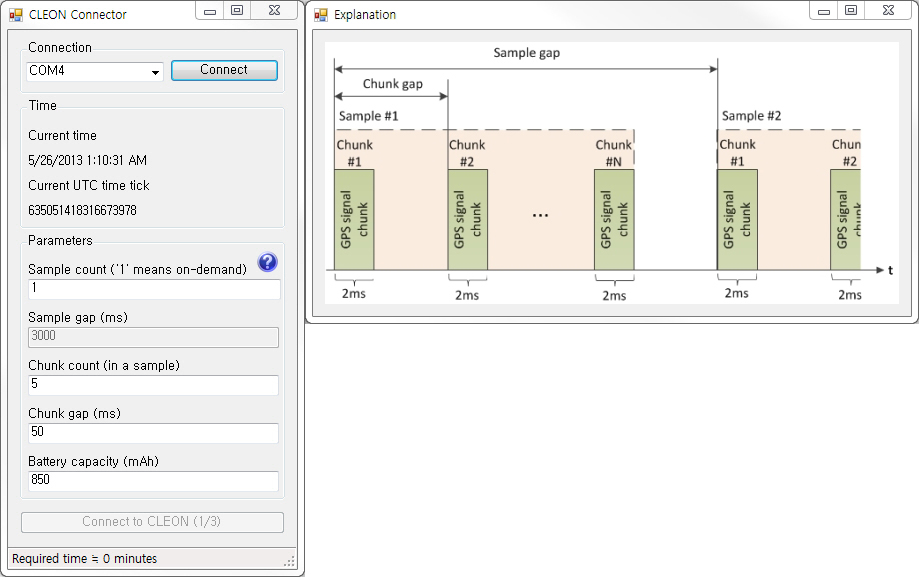 CLEON Connector
Connection
COM4
Connect
Time
Current time
5/26/2013 1:10:31 AM
Current UTC time tick
635051418316673978
Parameters
Sample count ('1' means on-demand)
?
1
Sample gap (ms)
3000
Chunk count (in a sample)
5
Chunk gap (ms)
50
Battery capacity (mAh)
850
Connect to CLEON (1/3)
Required time ≒ 0 minutes
Explanation
Sample gap
Chunk gap
Sample #1
Sample #2
Chunk
#1
Chunk
#2
Chunk
#N
Chunk
#1
Chun
#2
GPS signal
chunk
GPS signal
chunk
...
GPS signal
chunk
GPS signal
chunk
GPS signal
chunk
t
2ms
2ms
2ms
2ms
2ms